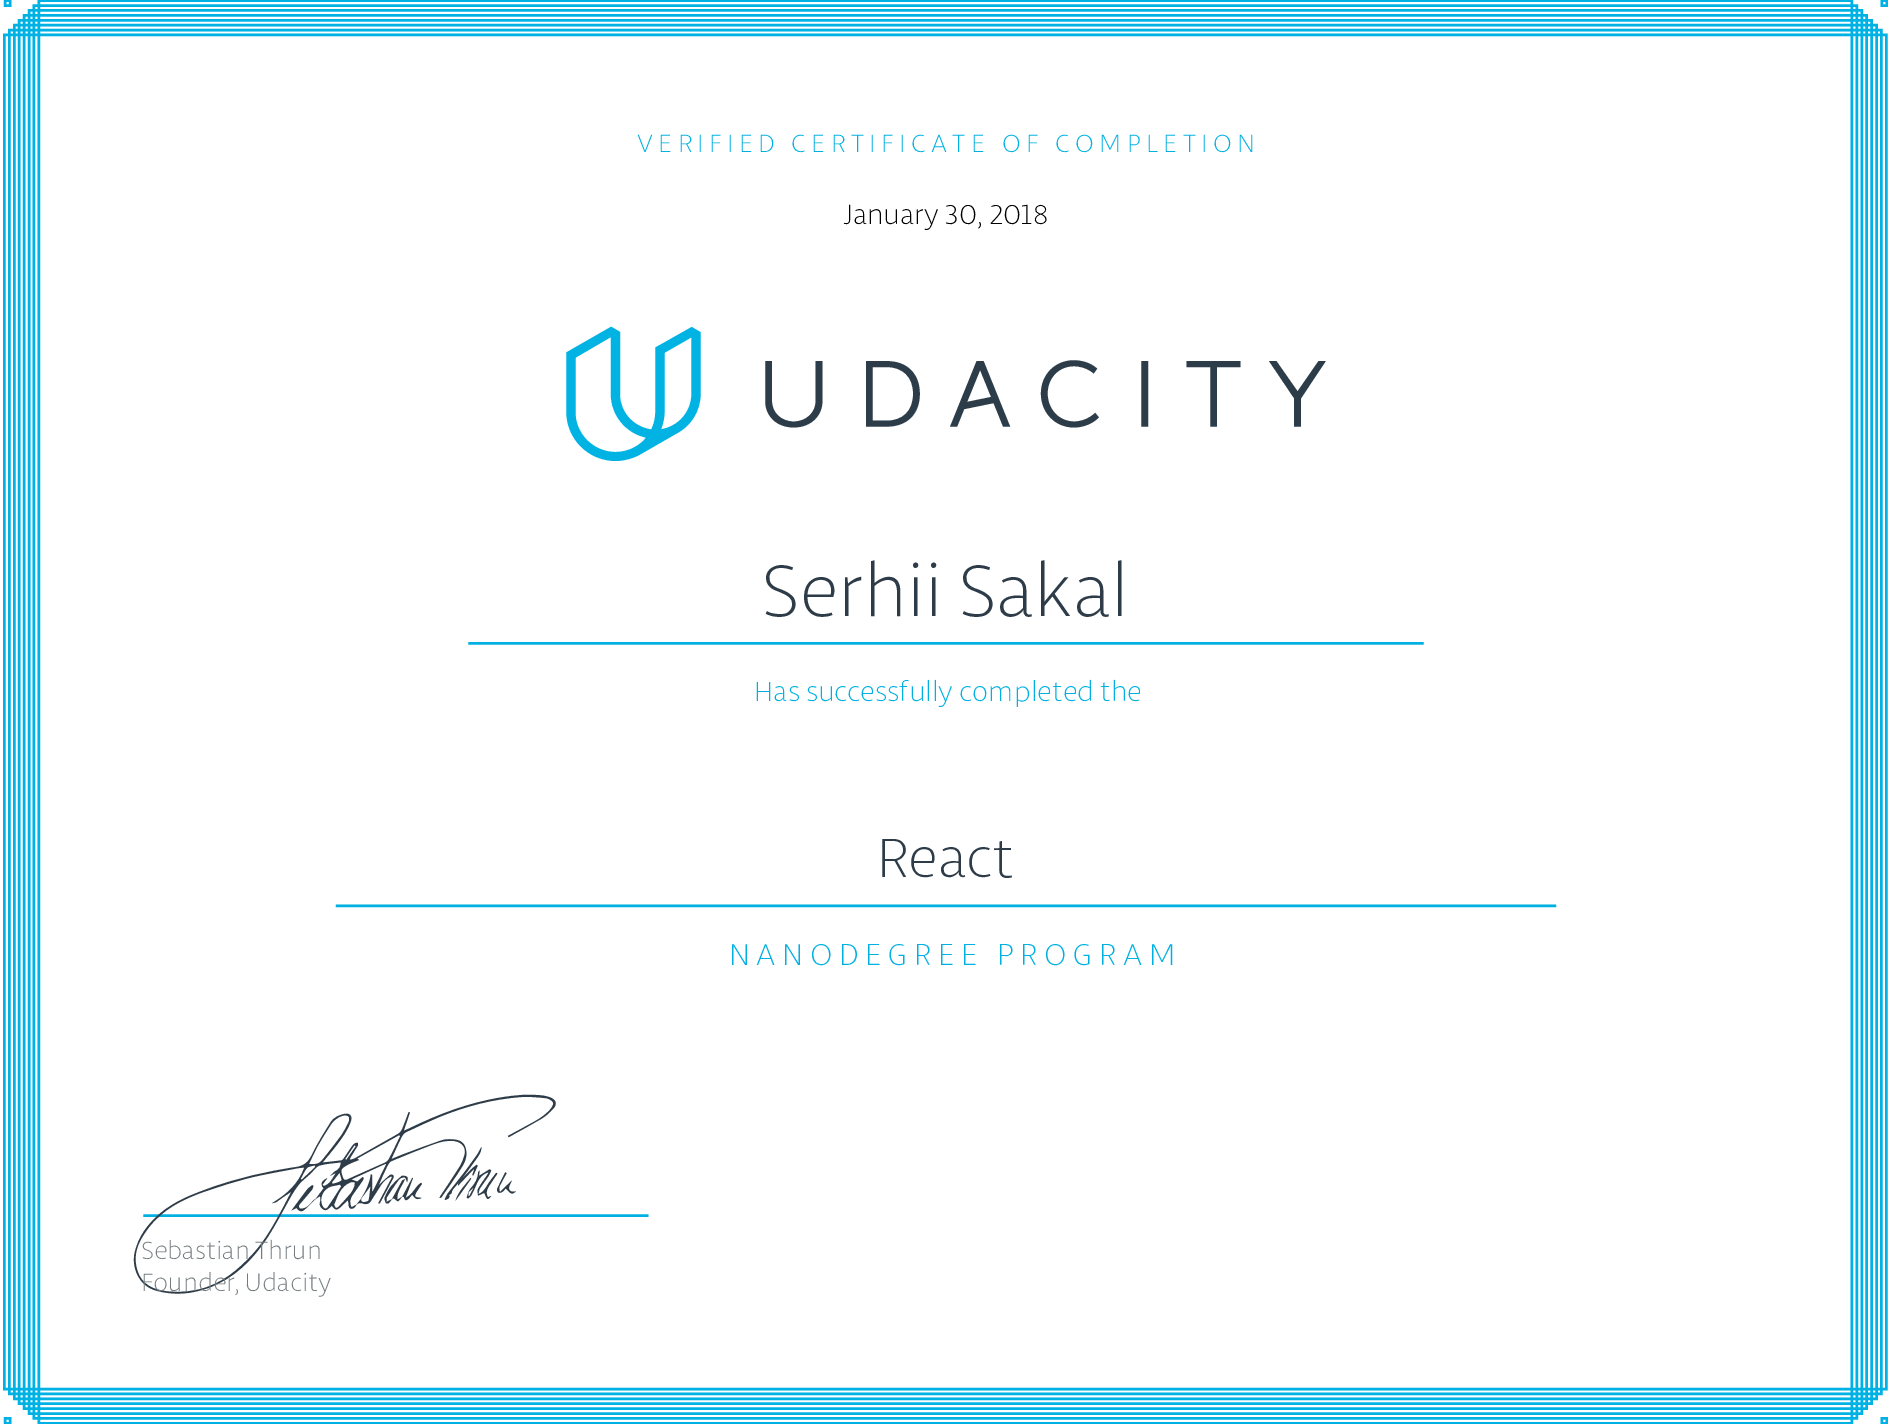 VERIFIED CERTIFICATE OF COMPLETION
January 30, 2018
UDACITY
Serhii Sakal
Has successfully completed the
React
NANODEGREE PROGRAM
Sebastian Thrun
Sebastian Thrun
Founder, Udacity